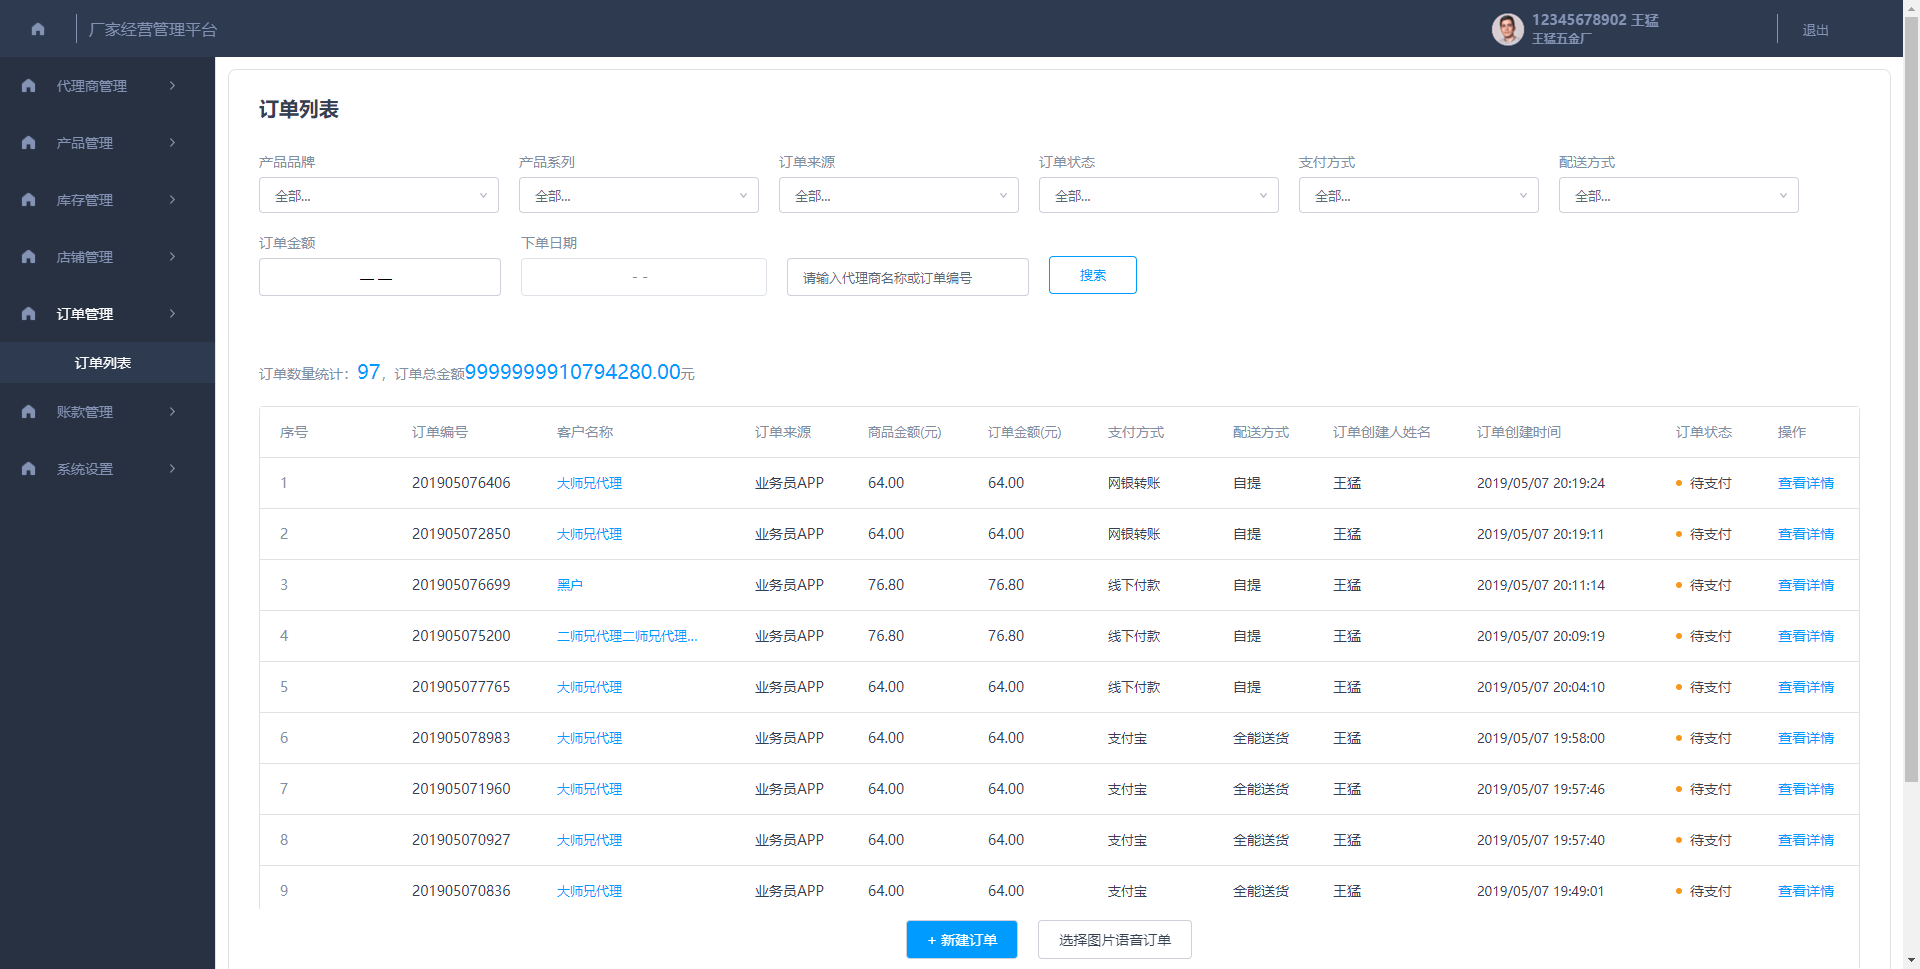 厂家经营管理平台
12345678902 王猛
王猛五金厂
退出
代理商管理
产品管理
库存管理
店铺管理
订单管理
订单列表
账款管理
系统设置
订单列表
产品品牌 产品系列 订单来源 订单状态 支付方式 配送方式
全部... 全部... 全部... 全部... 全部... 全部...
订单金额 下单日期
— — - - 请输入代理商名称或订单编号 搜索
订单数量统计：97，订单总金额9999999910794280.00元
序号 订单编号 客户名称 订单来源 商品金额(元) 订单金额(元) 支付方式 配送方式 订单创建人姓名 订单创建时间 订单状态 操作
1 201905076406 大师兄代理 业务员APP 64.00 64.00 网银转账 自提 王猛 2019/05/07 20:19:24 待支付 查看详情
2 201905072850 大师兄代理 业务员APP 64.00 64.00 网银转账 自提 王猛 2019/05/07 20:19:11 待支付 查看详情
3 201905076699 黑户 业务员APP 76.80 76.80 线下付款 自提 王猛 2019/05/07 20:11:14 待支付 查看详情
4 201905075200 二师兄代理二师兄代理... 业务员APP 76.80 76.80 线下付款 自提 王猛 2019/05/07 20:09:19 待支付 查看详情
5 201905077765 大师兄代理 业务员APP 64.00 64.00 线下付款 自提 王猛 2019/05/07 20:04:10 待支付 查看详情
6 201905078983 大师兄代理 业务员APP 64.00 64.00 支付宝 全能送货 王猛 2019/05/07 19:58:00 待支付 查看详情
7 201905071960 大师兄代理 业务员APP 64.00 64.00 支付宝 全能送货 王猛 2019/05/07 19:57:46 待支付 查看详情
8 201905070927 大师兄代理 业务员APP 64.00 64.00 支付宝 全能送货 王猛 2019/05/07 19:57:40 待支付 查看详情
9 201905070836 大师兄代理 业务员APP 64.00 64.00 支付宝 全能送货 王猛 2019/05/07 19:49:01 待支付 查看详情
+ 新建订单 选择图片语音订单